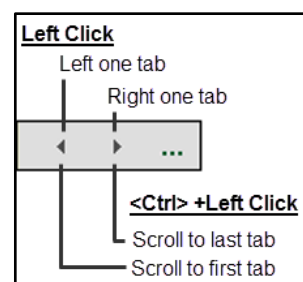 Left Click
Left one tab
Right one tab
...
<Ctrl> +Left Click
Scroll to last tab
Scroll to first tab